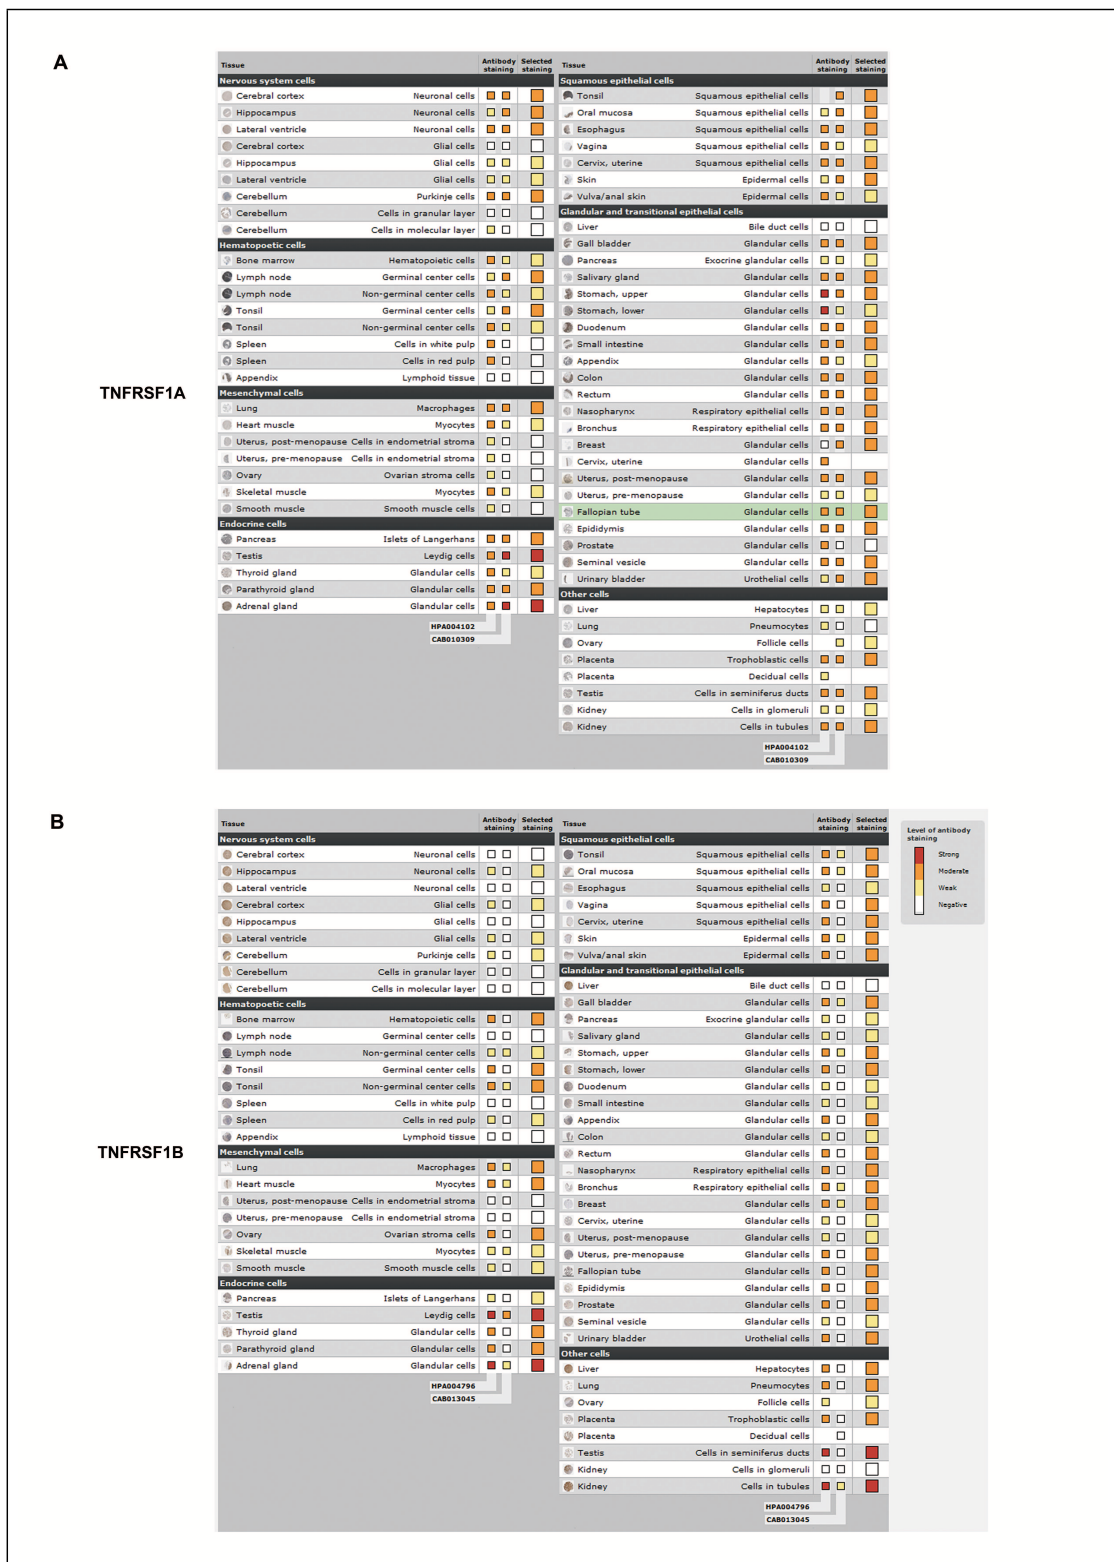 A
TNFRSF1A
Tissue Antibody staining Selected staining
Nervous system cells
Cerebral cortex Neuronal cells
Hippocampus Neuronal cells
Lateral ventricle Neuronal cells
Cerebral cortex Glial cells
Hippocampus Glial cells
Lateral ventricle Glial cells
Cerebellum Purkinje cells
Cerebellum Cells in granular layer
Cerebellum Cells in molecular layer
Hematopoetic cells
Bone marrow Hematopoietic cells
Lymph node Germinal center cells
Lymph node Non-germinal center cells
Tonsil Germinal center cells
Tonsil Non-germinal center cells
Spleen Cells in white pulp
Spleen Cells in red pulp
Appendix Lymphoid tissue
Mesenchymal cells
Lung Macrophages
Heart muscle Myocytes
Uterus, post-menopause Cells in endometrial stroma
Uterus, pre-menopause Cells in endometrial stroma
Ovary Ovarian stroma cells
Skeletal muscle Myocytes
Smooth muscle Smooth muscle cells
Endocrine cells
Pancreas Islets of Langerhans
Testis Leydig cells
Thyroid gland Glandular cells
Parathyroid gland Glandular cells
Adrenal gland Glandular cells
HPA004102
CAB010309
Tissue Antibody staining Selected staining
Squamous epithelial cells
Tonsil Squamous epithelial cells
Oral mucosa Squamous epithelial cells
Esophagus Squamous epithelial cells
Vagina Squamous epithelial cells
Cervix, uterine Squamous epithelial cells
Skin Epidermal cells
Vulva/anal skin Epidermal cells
Glandular and transitional epithelial cells
Liver Bile duct cells
Gall bladder Glandular cells
Pancreas Exocrine glandular cells
Salivary gland Glandular cells
Stomach, upper Glandular cells
Stomach, lower Glandular cells
Duodenum Glandular cells
Small intestine Glandular cells
Appendix Glandular cells
Colon Glandular cells
Rectum Glandular cells
Nasopharynx Respiratory epithelial cells
Bronchus Respiratory epithelial cells
Breast Glandular cells
Cervix, uterine Glandular cells
Uterus, post-menopause Glandular cells
Uterus, pre-menopause Glandular cells
Fallopian tube Glandular cells
Epididymis Glandular cells
Prostate Glandular cells
Seminal vesicle Glandular cells
Urinary bladder Urothelial cells
Other cells
Liver Hepatocytes
Lung Pneumocytes
Ovary Follicle cells
Placenta Trophoblastic cells
Placenta Decidual cells
Testis Cells in seminiferus ducts
Kidney Cells in glomeruli
Kidney Cells in tubules
HPA004102
CAB010309
B
TNFRSF1B
Tissue Antibody staining Selected staining
Nervous system cells
Cerebral cortex Neuronal cells
Hippocampus Neuronal cells
Lateral ventricle Neuronal cells
Cerebral cortex Glial cells
Hippocampus Glial cells
Lateral ventricle Glial cells
Cerebellum Purkinje cells
Cerebellum Cells in granular layer
Cerebellum Cells in molecular layer
Hematopoetic cells
Bone marrow Hematopoietic cells
Lymph node Germinal center cells
Lymph node Non-germinal center cells
Tonsil Germinal center cells
Tonsil Non-germinal center cells
Spleen Cells in white pulp
Spleen Cells in red pulp
Appendix Lymphoid tissue
Mesenchymal cells
Lung Macrophages
Heart muscle Myocytes
Uterus, post-menopause Cells in endometrial stroma
Uterus, pre-menopause Cells in endometrial stroma
Ovary Ovarian stroma cells
Skeletal muscle Myocytes
Smooth muscle Smooth muscle cells
Endocrine cells
Pancreas Islets of Langerhans
Testis Leydig cells
Thyroid gland Glandular cells
Parathyroid gland Glandular cells
Adrenal gland Glandular cells
HPA004796
CAB013045
Tissue Antibody staining Selected staining
Squamous epithelial cells
Tonsil Squamous epithelial cells
Oral mucosa Squamous epithelial cells
Esophagus Squamous epithelial cells
Vagina Squamous epithelial cells
Cervix, uterine Squamous epithelial cells
Skin Epidermal cells
Vulva/anal skin Epidermal cells
Glandular and transitional epithelial cells
Liver Bile duct cells
Gall bladder Glandular cells
Pancreas Exocrine glandular cells
Salivary gland Glandular cells
Stomach, upper Glandular cells
Stomach, lower Glandular cells
Duodenum Glandular cells
Small intestine Glandular cells
Appendix Glandular cells
Colon Glandular cells
Rectum Glandular cells
Nasopharynx Respiratory epithelial cells
Bronchus Respiratory epithelial cells
Breast Glandular cells
Cervix, uterine Glandular cells
Uterus, post-menopause Glandular cells
Uterus, pre-menopause Glandular cells
Fallopian tube Glandular cells
Epididymis Glandular cells
Prostate Glandular cells
Seminal vesicle Glandular cells
Urinary bladder Urothelial cells
Other cells
Liver Hepatocytes
Lung Pneumocytes
Ovary Follicle cells
Placenta Trophoblastic cells
Placenta Decidual cells
Testis Cells in seminiferus ducts
Kidney Cells in glomeruli
Kidney Cells in tubules
HPA004796
CAB013045
Level of antibody
staining
Strong
Moderate
Weak
Negative